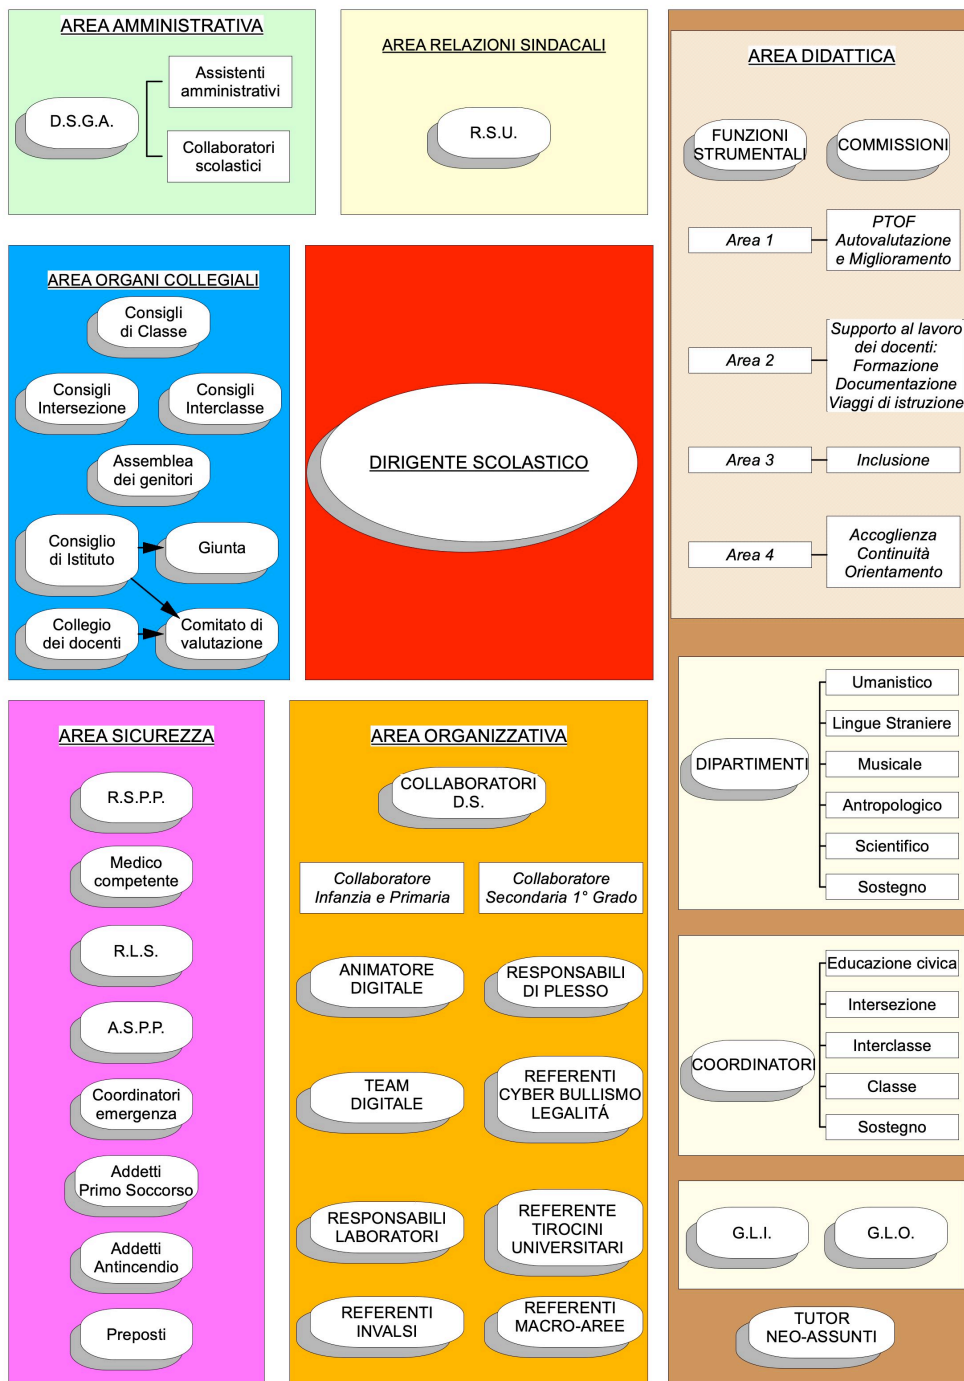 AREA AMMINISTRATIVA
D.S.G.A.
Assistenti
amministrativi
Collaboratori
scolastici
AREA RELAZIONI SINDACALI
R.S.U.
AREA DIDATTICA
FUNZIONI
STRUMENTALI
COMMISSIONI
Area 1
PTOF
Autovalutazione
e Miglioramento
Area 2
Supporto al lavoro
dei docenti:
Formazione
Documentazione
Viaggi di istruzione
Area 3
Inclusione
Area 4
Accoglienza
Continuità
Orientamento
AREA ORGANI COLLEGIALI
Consigli
di Classe
Consigli
Intersezione
Consigli
Interclasse
Assemblea
dei genitori
Consiglio
di Istituto
Giunta
Collegio
dei docenti
Comitato di
valutazione
DIRIGENTE SCOLASTICO
DIPARTIMENTI
Umanistico
Lingue Straniere
Musicale
Antropologico
Scientifico
Sostegno
AREA SICUREZZA
R.S.P.P.
Medico
competente
R.L.S.
A.S.P.P.
Coordinatori
emergenza
Addetti
Primo Soccorso
Addetti
Antincendio
Preposti
AREA ORGANIZZATIVA
COLLABORATORI
D.S.
Collaboratore
Infanzia e Primaria
Collaboratore
Secondaria 1° Grado
ANIMATORE
DIGITALE
RESPONSABILI
DI PLESSO
TEAM
DIGITALE
REFERENTI
CYBER BULLISMO
LEGALITÁ
RESPONSABILI
LABORATORI
REFERENTE
TIROCINI
UNIVERSITARI
REFERENTI
INVALSI
REFERENTI
MACRO-AREE
COORDINATORI
Educazione civica
Intersezione
Interclasse
Classe
Sostegno
G.L.I.
G.L.O.
TUTOR
NEO-ASSUNTI